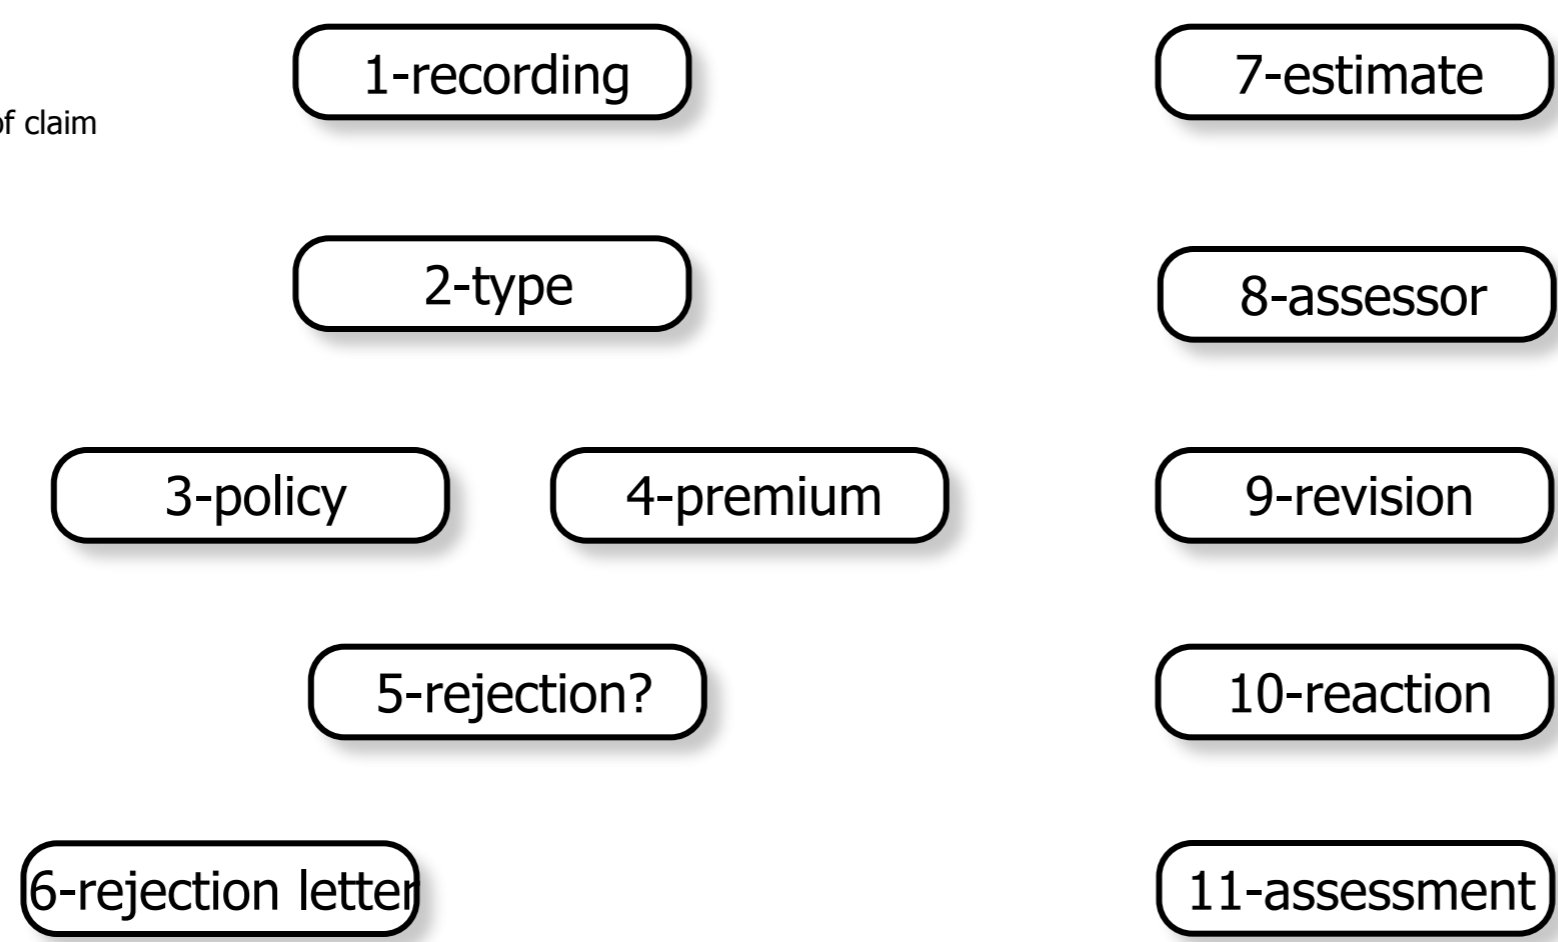 1-recording
of claim
2-type
3-policy
4-premium
5-rejection?
6-rejection letter
7-estimate
8-assessor
9-revision
10-reaction
11-assessment